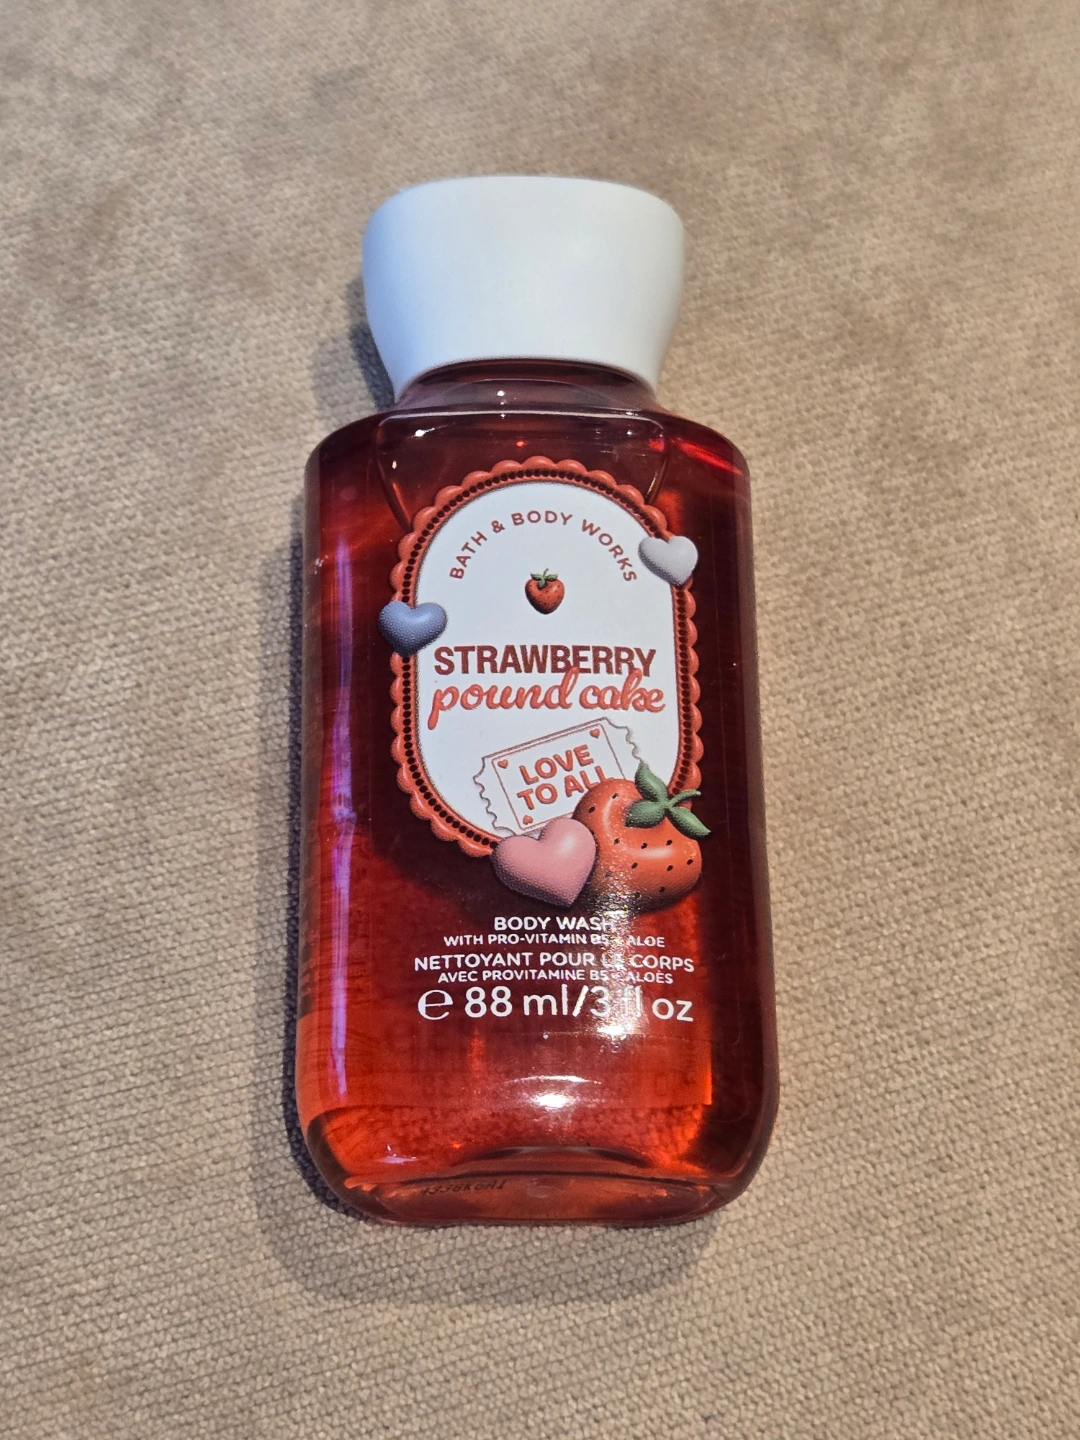 BATH & BODY WORKS
STRAWBERRY
pound cake
LOVE
TO ALL
BODY WASH
WITH PRO-VITAMIN B5 + ALOE
NETTOYANT POUR LE CORPS
AVEC PROVITAMINE B5 + ALOÈS
℮ 88 ml/3 fl oz